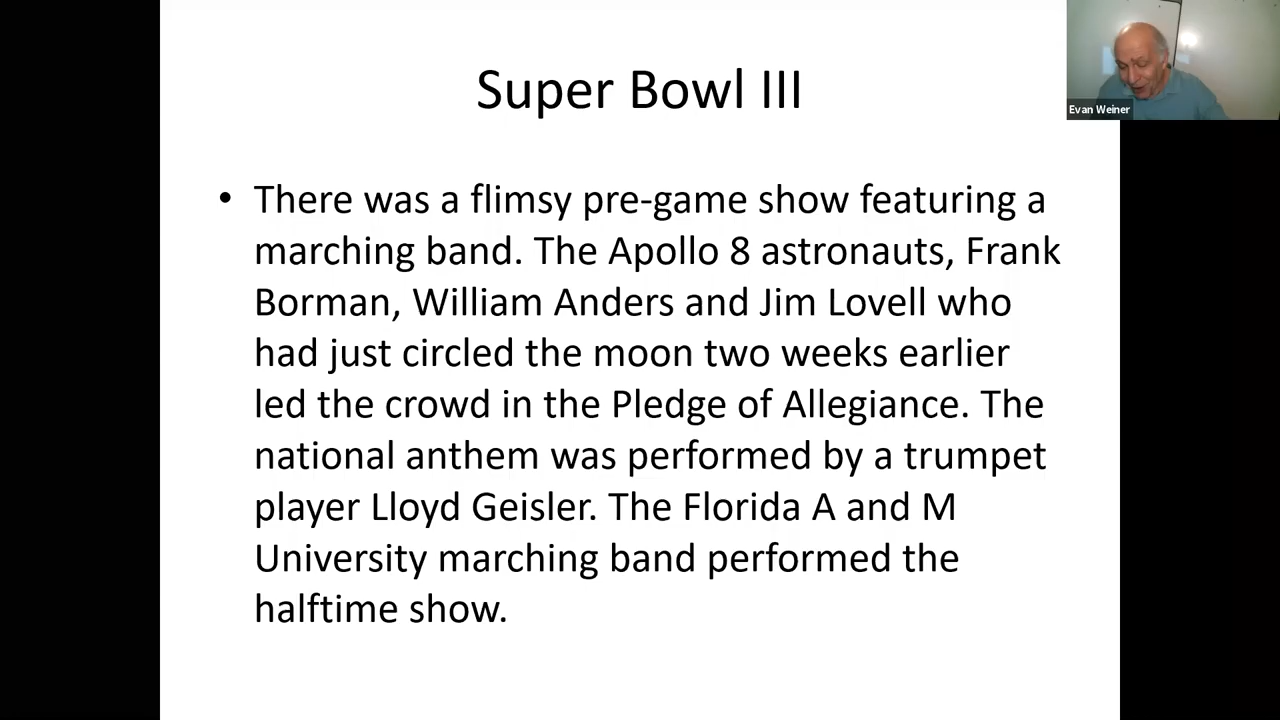 Super Bowl III
Evan Weiner
• There was a flimsy pre-game show featuring a
marching band. The Apollo 8 astronauts, Frank
Borman, William Anders and Jim Lovell who
had just circled the moon two weeks earlier
led the crowd in the Pledge of Allegiance. The
national anthem was performed by a trumpet
player Lloyd Geisler. The Florida A and M
University marching band performed the
halftime show.